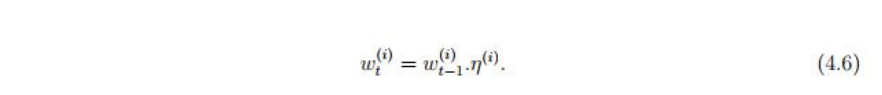 $w_t^{(i)} = w_{t-1}^{(i)}.\eta^{(i)}.$ (4.6)